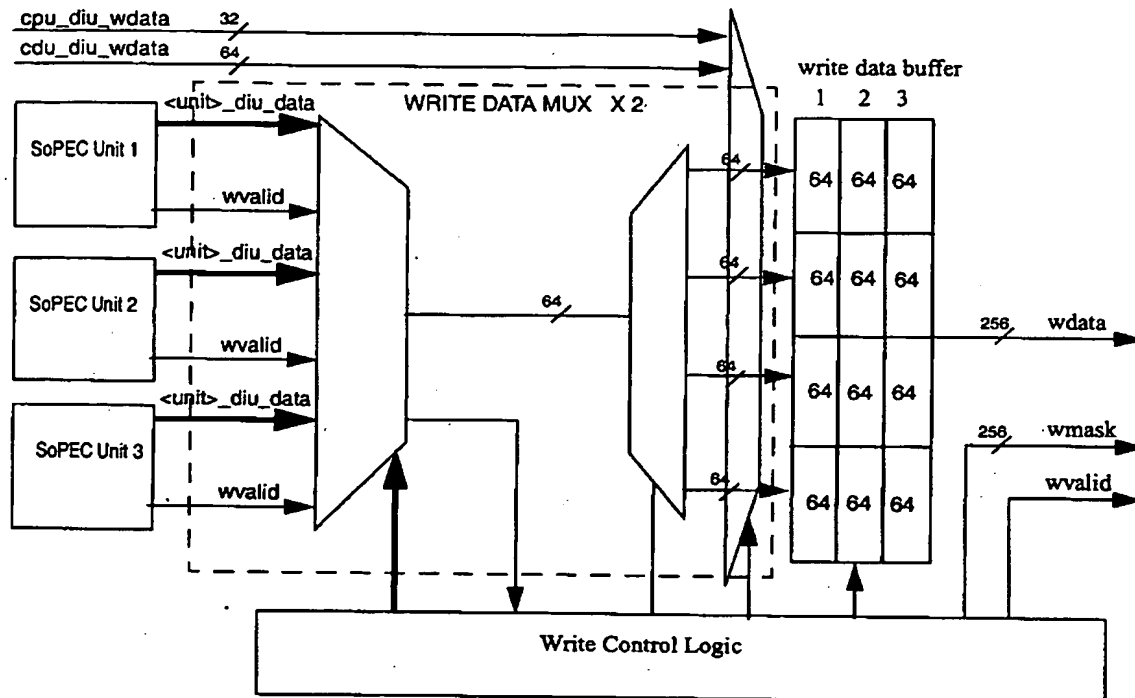 cpu_diu_wdata 32
cdu_diu_wdata 64
write data buffer
1 2 3
<unit>_diu_data
WRITE DATA MUX X 2
SoPEC Unit 1
wvalid
64
64 64 64
<unit>_diu_data
SoPEC Unit 2
64
64 64 64
64
256 wdata
wvalid
<unit>_diu_data
64
64 64 64
SoPEC Unit 3
256 wmask
wvalid
64
64 64 64
wvalid
Write Control Logic